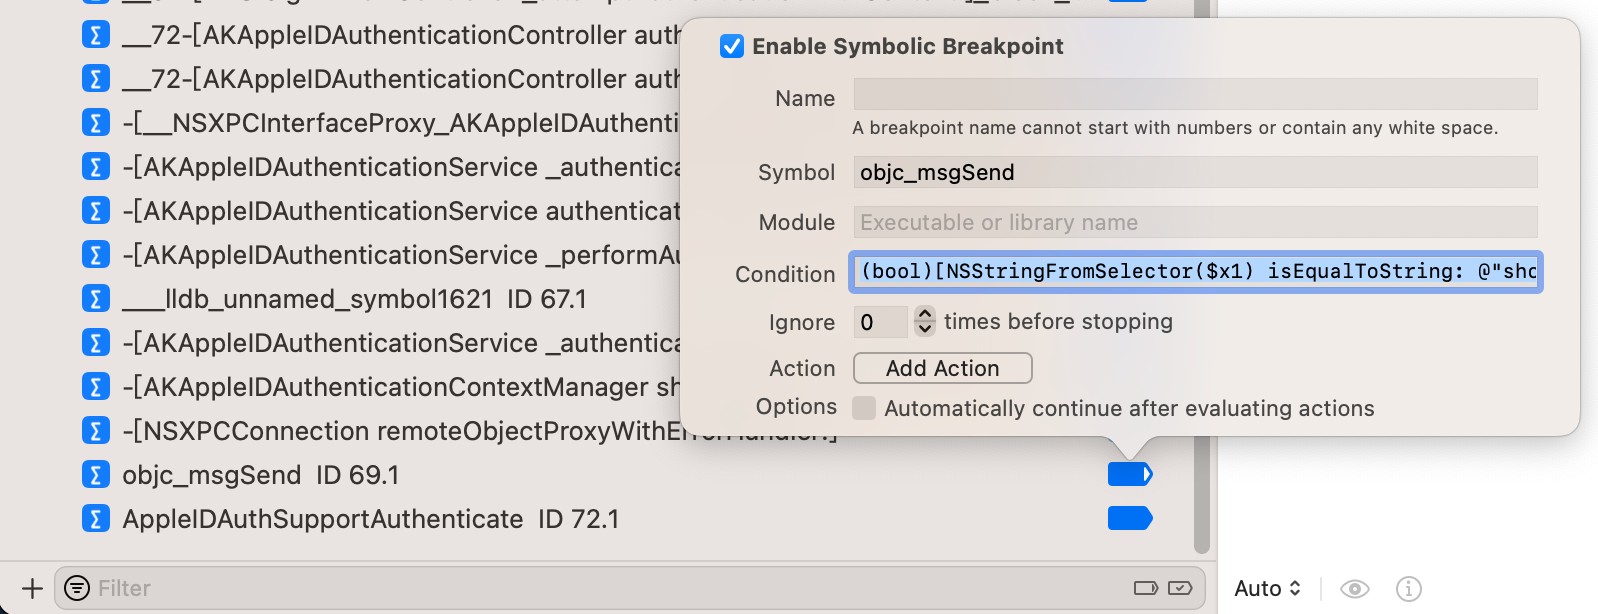 __72-[AKAppleIDAuthenticationController auth
__72-[AKAppleIDAuthenticationController auth
-[__NSXPCInterfaceProxy_AKAppleIDAuthenti
-[AKAppleIDAuthenticationService _authentica
-[AKAppleIDAuthenticationService authenticat
-[AKAppleIDAuthenticationService _performAu
___lldb_unnamed_symbol1621 ID 67.1
-[AKAppleIDAuthenticationService _authentica
-[AKAppleIDAuthenticationContextManager sh
-[NSXPCConnection remoteObjectProxyWithErrorHandler:]
objc_msgSend ID 69.1
AppleIDAuthSupportAuthenticate ID 72.1
Filter
Enable Symbolic Breakpoint
Name
A breakpoint name cannot start with numbers or contain any white space.
Symbol objc_msgSend
Module Executable or library name
Condition (bool)[NSStringFromSelector($x1) isEqualToString: @"sho
Ignore 0 times before stopping
Action Add Action
Options Automatically continue after evaluating actions
Auto